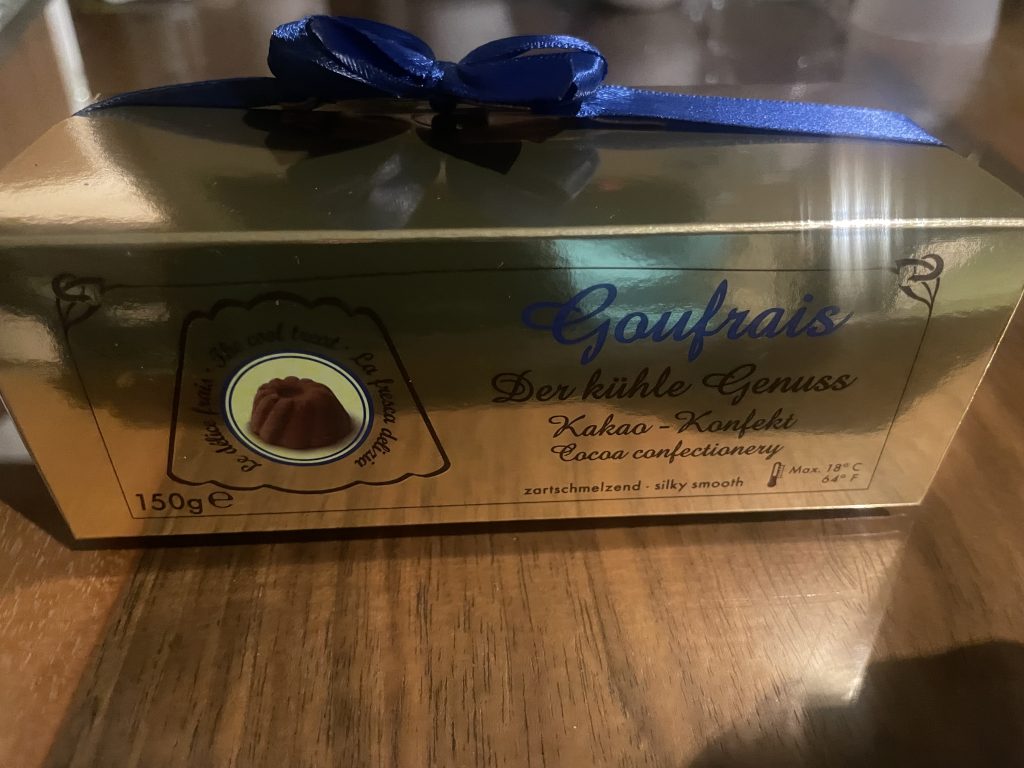 Le délice frais · The cool treat · La fresca delizia
150g ℮
Goufrais
Der kühle Genuss
Kakao - Konfekt
Cocoa confectionery
zartschmelzend · silky smooth
Max. 18° C
64° F